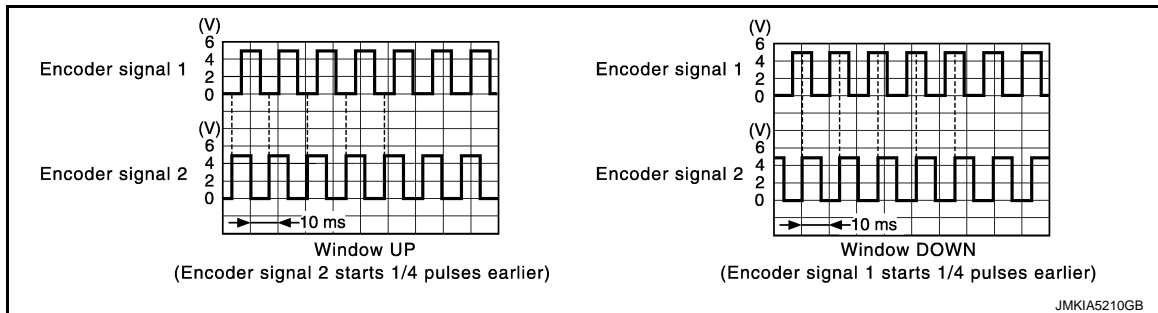 (V)
6
4
2
0
Encoder signal 1
(V)
6
4
2
0
Encoder signal 2
10 ms
Window UP
(Encoder signal 2 starts 1/4 pulses earlier)
(V)
6
4
2
0
Encoder signal 1
(V)
6
4
2
0
Encoder signal 2
10 ms
Window DOWN
(Encoder signal 1 starts 1/4 pulses earlier)
JMKIA5210GB